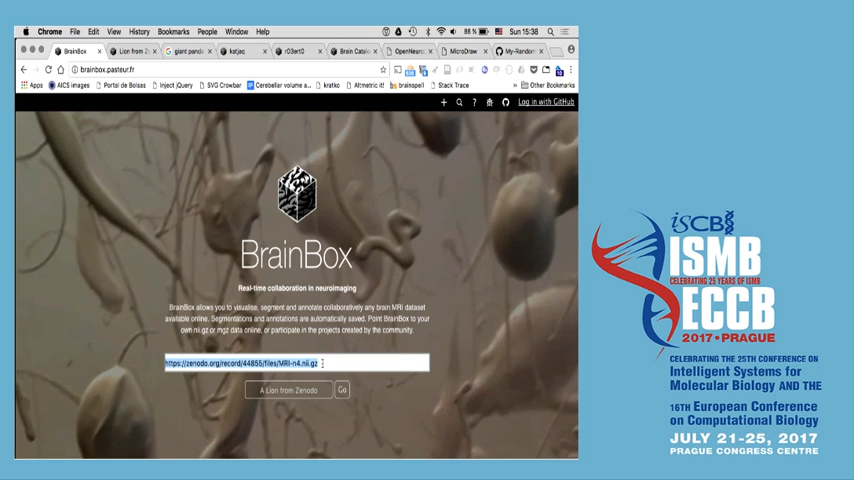 Chrome File Edit View History Bookmarks People Window Help
88% Sun 15:38
BrainBox
Lion from Z
giant panda
katjaq
r03ert0
Brain Catalo
OpenNeuro
MicroDraw
My-Random
brainbox.pasteur.fr
Apps AICS images Portal de Bolsas Inject jQuery SVG Crowbar Cerebellar volume a... kratko Altmetric it! brainspell Stack Trace » Other Bookmarks
+ ? Log in with GitHub
BrainBox
Real-time collaboration in neuroimaging
BrainBox allows you to visualise, segment and annotate collaboratively any brain MRI dataset
available online. Segmentations and annotations are automatically saved. Point BrainBox to your
own nii.gz or mgz data online, or participate in the projects created by the community.
https://zenodo.org/record/44855/files/MRI-n4.nii.gz
A Lion from Zenodo Go
iSCB
ISMB
CELEBRATING 25 YEARS OF ISMB
ECCB
2017 • PRAGUE
CELEBRATING THE 25TH CONFERENCE ON
Intelligent Systems for
Molecular Biology AND THE
16TH European Conference
on Computational Biology
JULY 21-25, 2017
PRAGUE CONGRESS CENTRE